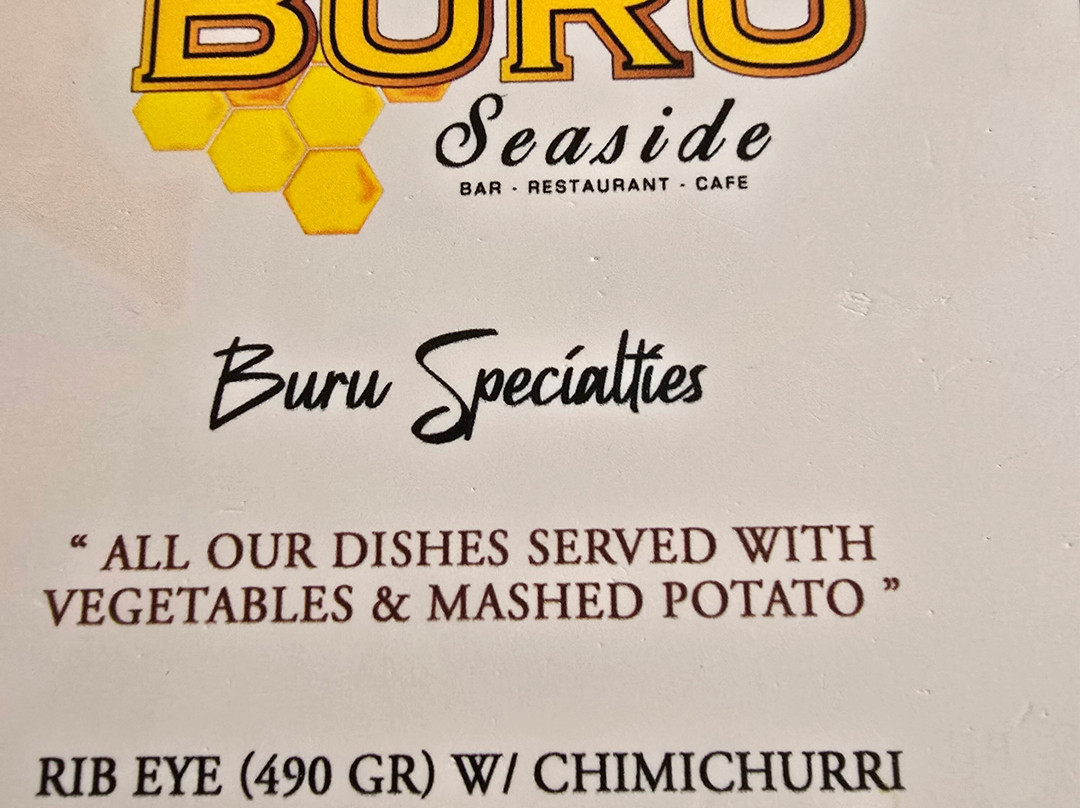 BURU
Seaside
BAR - RESTAURANT - CAFE
Buru Specialties
“ ALL OUR DISHES SERVED WITH
VEGETABLES & MASHED POTATO ”
RIB EYE (490 GR) W/ CHIMICHURRI